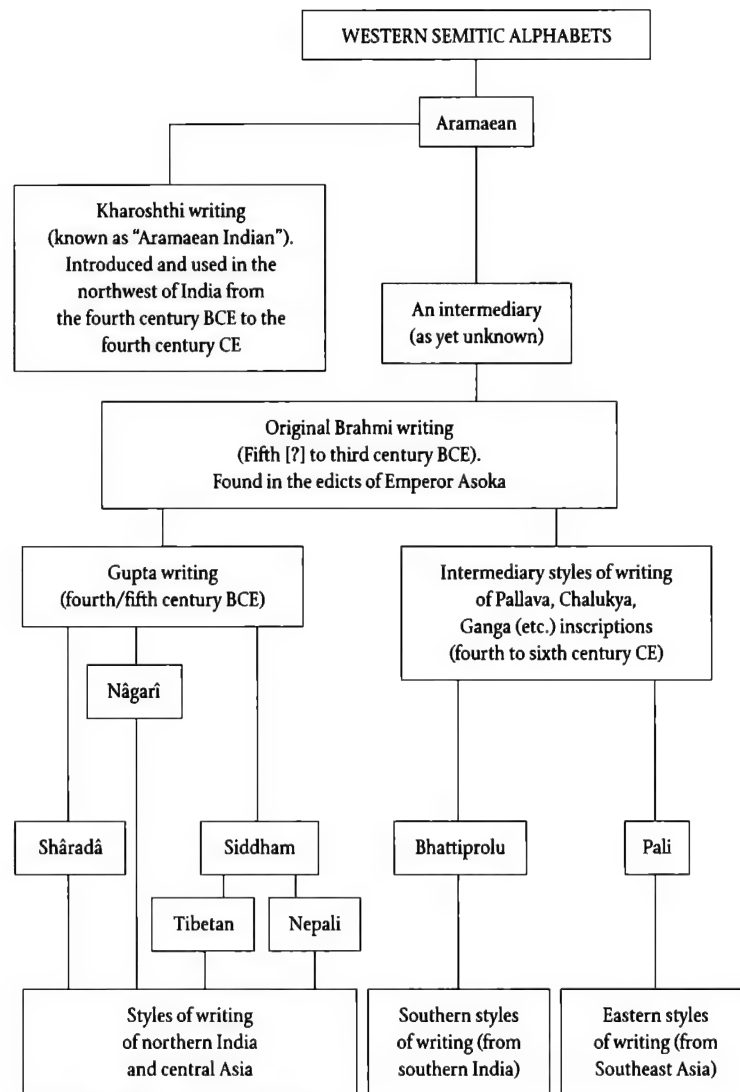 WESTERN SEMITIC ALPHABETS
Aramaean
Kharoshthi writing
(known as “Aramaean Indian”).
Introduced and used in the
northwest of India from
the fourth century BCE to the
fourth century CE
An intermediary
(as yet unknown)
Original Brahmi writing
(Fifth [?] to third century BCE).
Found in the edicts of Emperor Asoka
Gupta writing
(fourth/fifth century BCE)
Intermediary styles of writing
of Pallava, Chalukya,
Ganga (etc.) inscriptions
(fourth to sixth century CE)
Nâgarî
Shâradâ
Siddham
Bhattiprolu
Pali
Tibetan
Nepali
Styles of writing
of northern India
and central Asia
Southern styles
of writing (from
southern India)
Eastern styles
of writing (from
Southeast Asia)